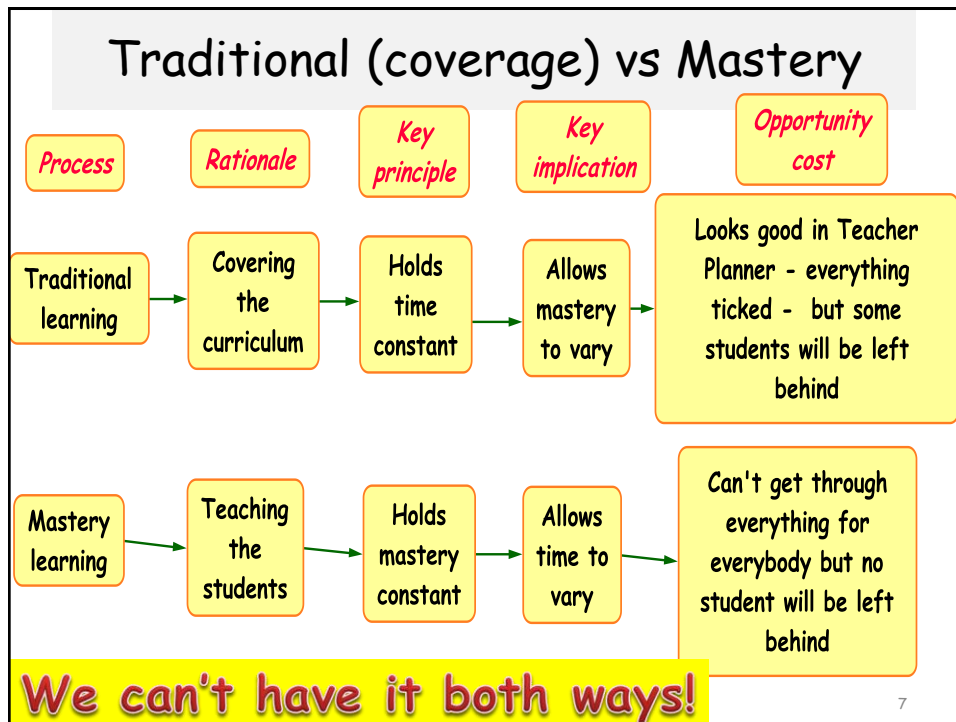 Traditional (coverage) vs Mastery
Process
Rationale
Key
principle
Key
implication
Opportunity
cost
Traditional
learning
Covering
the
curriculum
Holds
time
constant
Allows
mastery
to vary
Looks good in Teacher
Planner - everything
ticked - but some
students will be left
behind
Mastery
learning
Teaching
the
students
Holds
mastery
constant
Allows
time to
vary
Can't get through
everything for
everybody but no
student will be left
behind
We can't have it both ways!
7